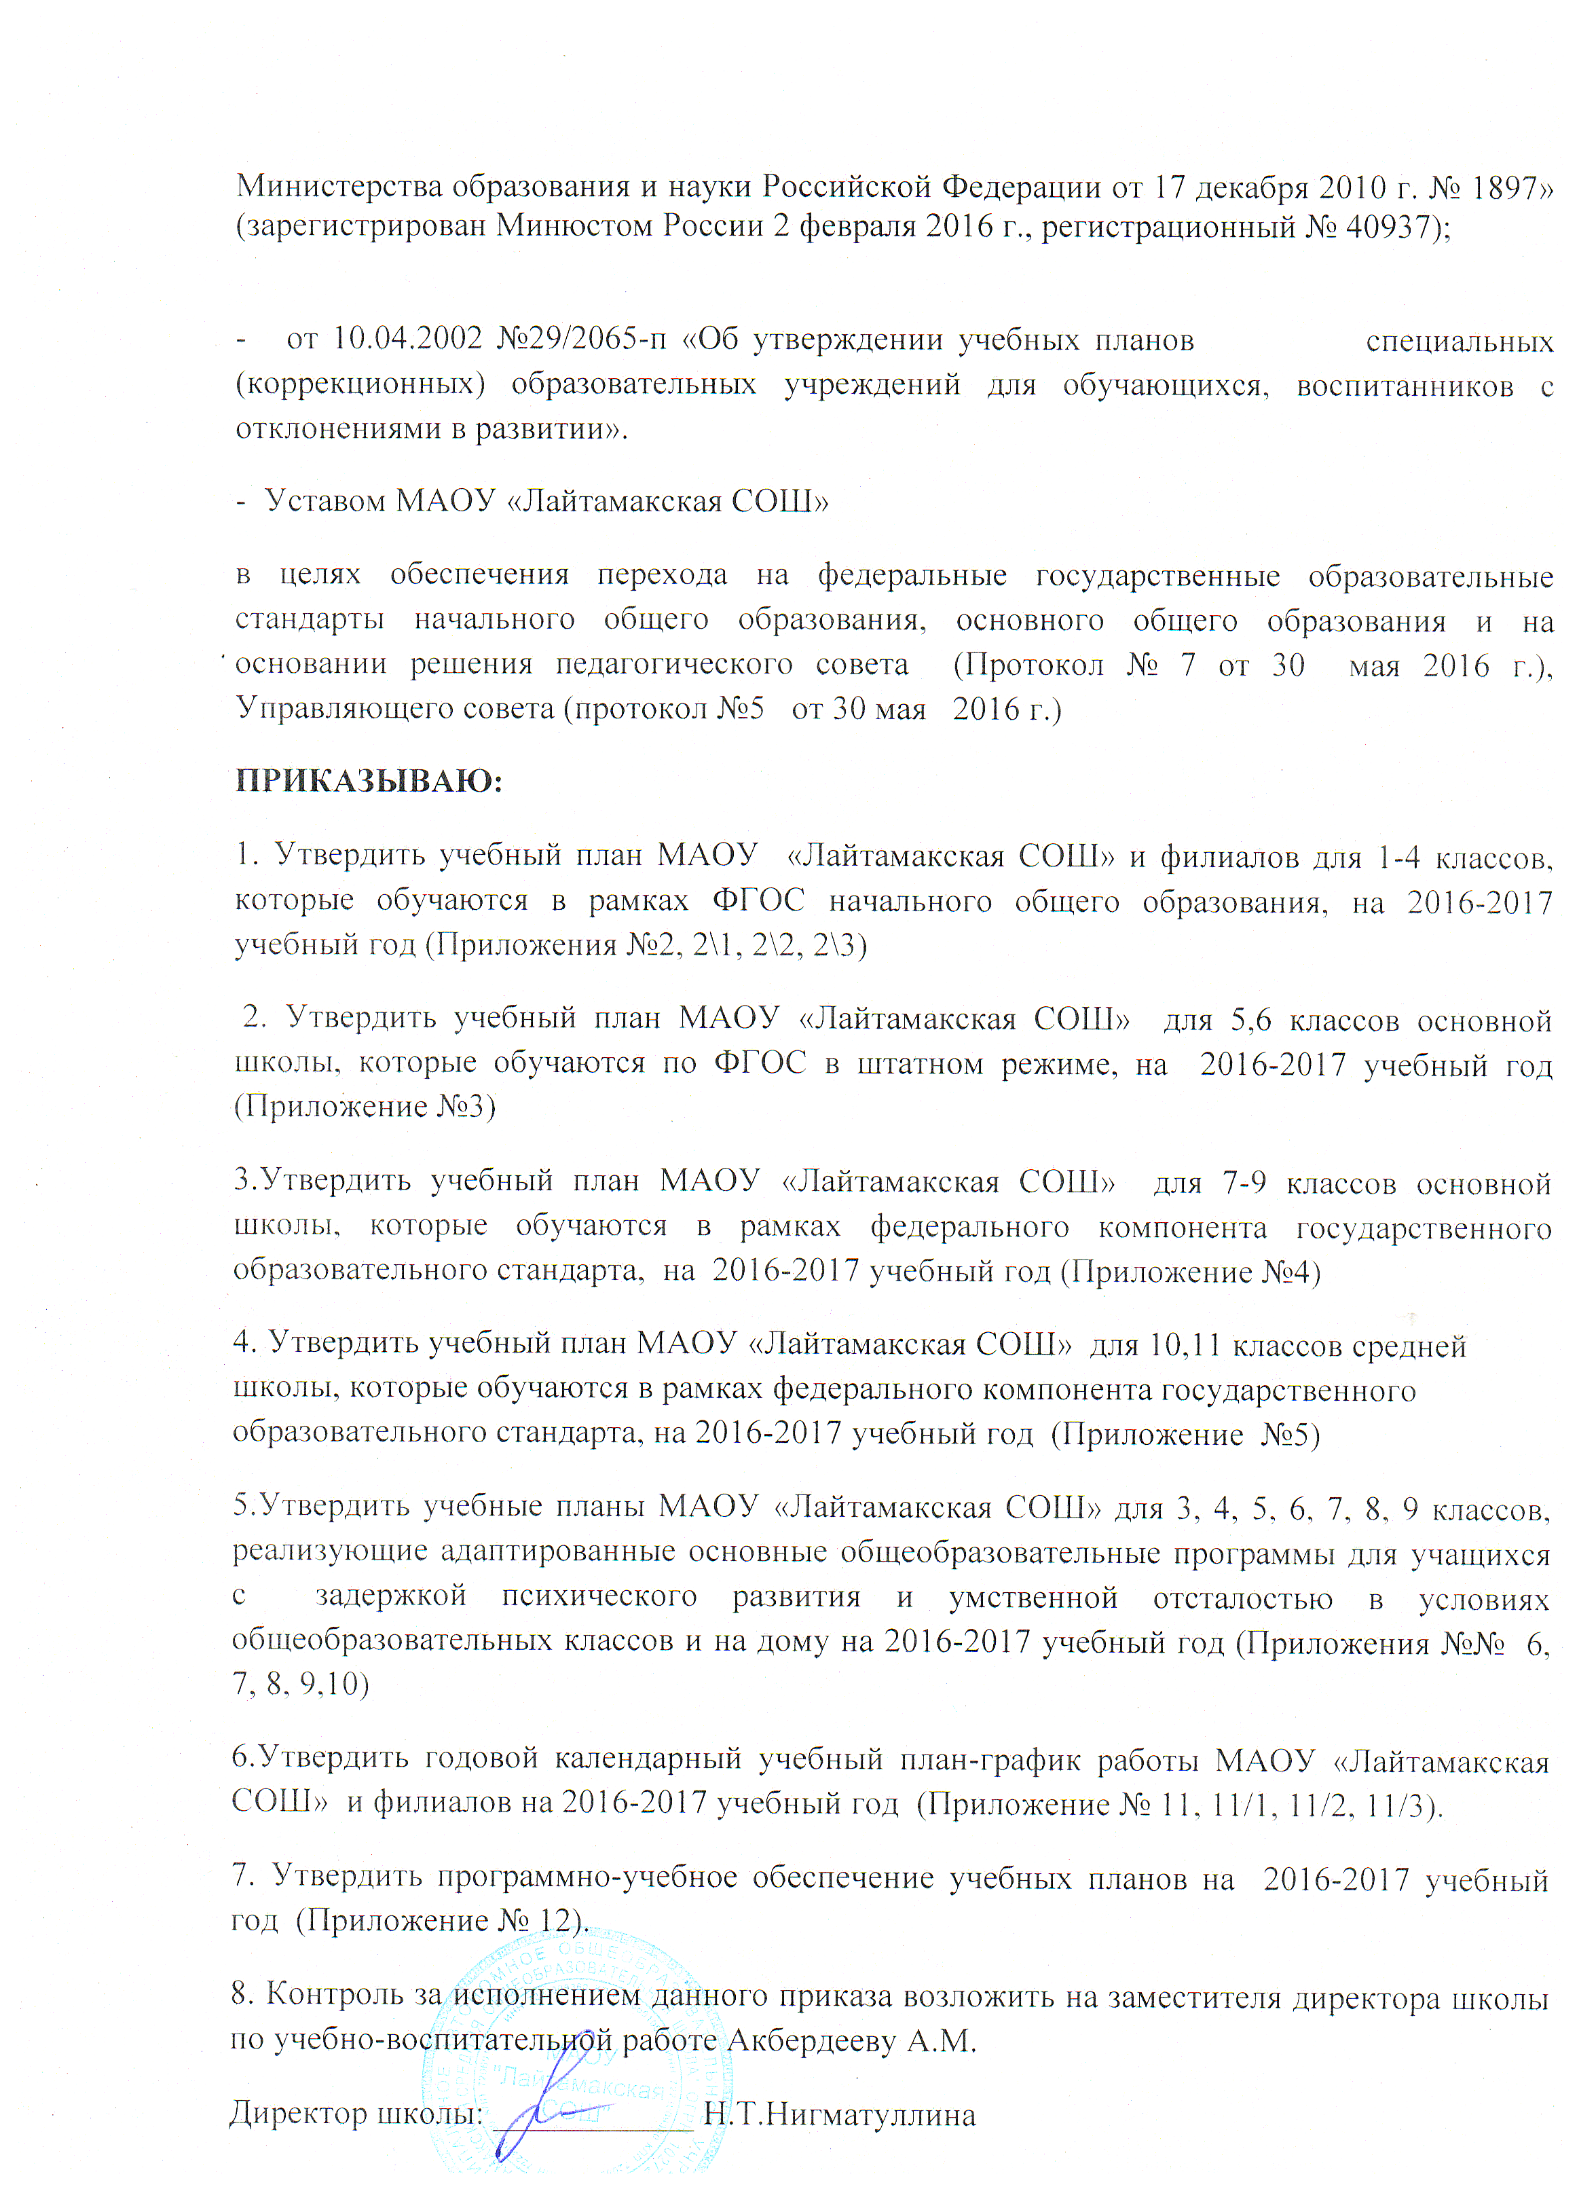 Министерства образования и науки Российской Федерации от 17 декабря 2010 г. № 1897»
(зарегистрирован Минюстом России 2 февраля 2016 г., регистрационный № 40937);
- от 10.04.2002 №29/2065-п «Об утверждении учебных планов специальных
(коррекционных) образовательных учреждений для обучающихся, воспитанников с
отклонениями в развитии».
- Уставом МАОУ «Лайтамакская СОШ»
в целях обеспечения перехода на федеральные государственные образовательные
стандарты начального общего образования, основного общего образования и на
основании решения педагогического совета (Протокол № 7 от 30 мая 2016 г.),
Управляющего совета (протокол №5 от 30 мая 2016 г.)
ПРИКАЗЫВАЮ:
1. Утвердить учебный план МАОУ «Лайтамакская СОШ» и филиалов для 1-4 классов,
которые обучаются в рамках ФГОС начального общего образования, на 2016-2017
учебный год (Приложения №2, 2\1, 2\2, 2\3)
2. Утвердить учебный план МАОУ «Лайтамакская СОШ» для 5,6 классов основной
школы, которые обучаются по ФГОС в штатном режиме, на 2016-2017 учебный год
(Приложение №3)
3.Утвердить учебный план МАОУ «Лайтамакская СОШ» для 7-9 классов основной
школы, которые обучаются в рамках федерального компонента государственного
образовательного стандарта, на 2016-2017 учебный год (Приложение №4)
4. Утвердить учебный план МАОУ «Лайтамакская СОШ» для 10,11 классов средней
школы, которые обучаются в рамках федерального компонента государственного
образовательного стандарта, на 2016-2017 учебный год (Приложение №5)
5.Утвердить учебные планы МАОУ «Лайтамакская СОШ» для 3, 4, 5, 6, 7, 8, 9 классов,
реализующие адаптированные основные общеобразовательные программы для учащихся
с задержкой психического развития и умственной отсталостью в условиях
общеобразовательных классов и на дому на 2016-2017 учебный год (Приложения №№ 6,
7, 8, 9,10)
6.Утвердить годовой календарный учебный план-график работы МАОУ «Лайтамакская
СОШ» и филиалов на 2016-2017 учебный год (Приложение № 11, 11/1, 11/2, 11/3).
7. Утвердить программно-учебное обеспечение учебных планов на 2016-2017 учебный
год (Приложение № 12).
8. Контроль за исполнением данного приказа возложить на заместителя директора школы
по учебно-воспитательной работе Акбердееву А.М.
МАОУ
"Лайтамакская
СОШ"
Директор школы: ____________ Н.Т.Нигматуллина